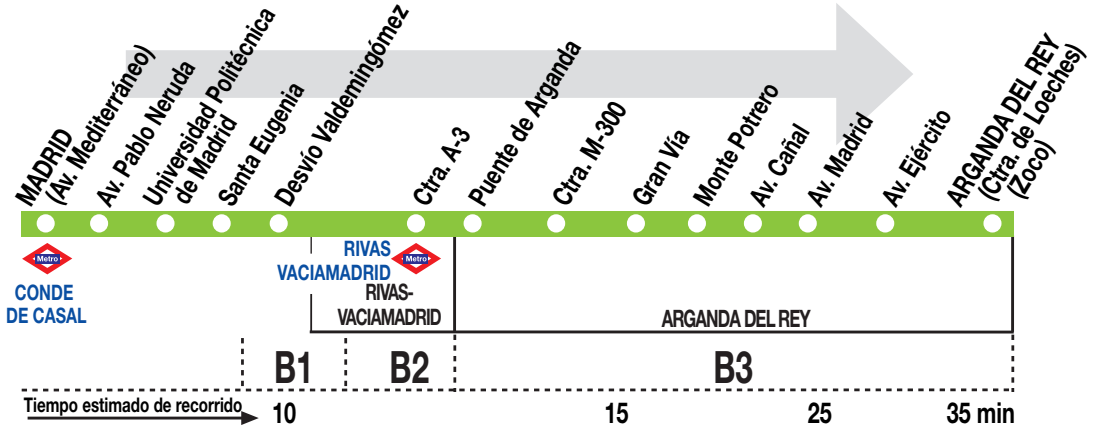 MADRID
(Av. Mediterráneo)
Av. Pablo Neruda
Universidad Politécnica
de Madrid
Santa Eugenia
Desvío Valdemingómez
Ctra. A-3
Puente de Arganda
Ctra. M-300
Gran Vía
Monte Potrero
Av. Cañal
Av. Madrid
Av. Ejército
ARGANDA DEL REY
(Ctra. de Loeches)
(Zoco)
Metro
CONDE
DE CASAL
RIVAS
VACIAMADRID
Metro
RIVAS-
VACIAMADRID
ARGANDA DEL REY
B1 B2 B3
Tiempo estimado de recorrido 10 15 25 35 min